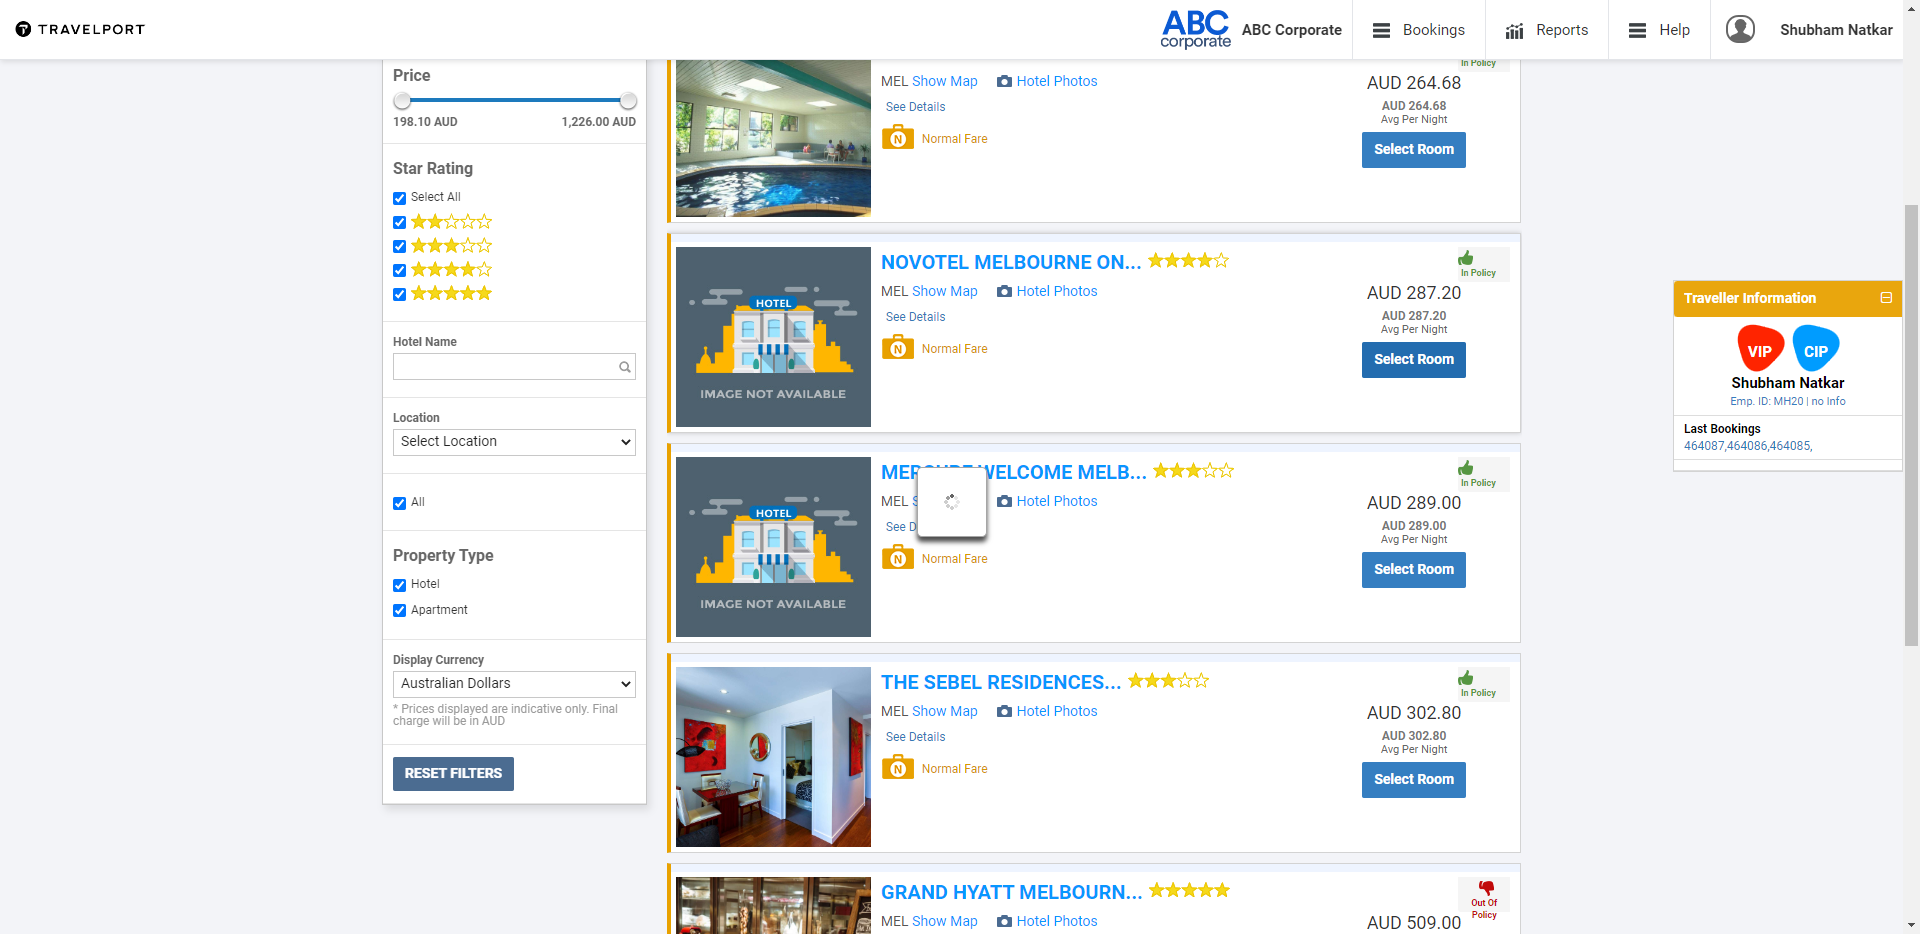 TRAVELPORT
ABC
corporate
ABC Corporate
Bookings
Reports
Help
Shubham Natkar
Price
198.10 AUD
1,226.00 AUD
Star Rating
Select All
Hotel Name
Location
Select Location
All
Property Type
Hotel
Apartment
Display Currency
Australian Dollars
* Prices displayed are indicative only. Final
charge will be in AUD
RESET FILTERS
In Policy
MEL Show Map Hotel Photos
AUD 264.68
See Details
AUD 264.68
Avg Per Night
N Normal Fare
Select Room
HOTEL
IMAGE NOT AVAILABLE
NOVOTEL MELBOURNE ON...
In Policy
MEL Show Map Hotel Photos
AUD 287.20
See Details
AUD 287.20
Avg Per Night
N Normal Fare
Select Room
HOTEL
IMAGE NOT AVAILABLE
WELCOME MELB...
In Policy
MEL Hotel Photos
AUD 289.00
See
AUD 289.00
Avg Per Night
N Normal Fare
Select Room
THE SEBEL RESIDENCES...
In Policy
MEL Show Map Hotel Photos
AUD 302.80
See Details
AUD 302.80
Avg Per Night
N Normal Fare
Select Room
GRAND HYATT MELBOURN...
Out Of
Policy
MEL Show Map Hotel Photos
AUD 509.00
Traveller Information
VIP
CIP
Shubham Natkar
Emp. ID: MH20 | no Info
Last Bookings
464087,464086,464085,